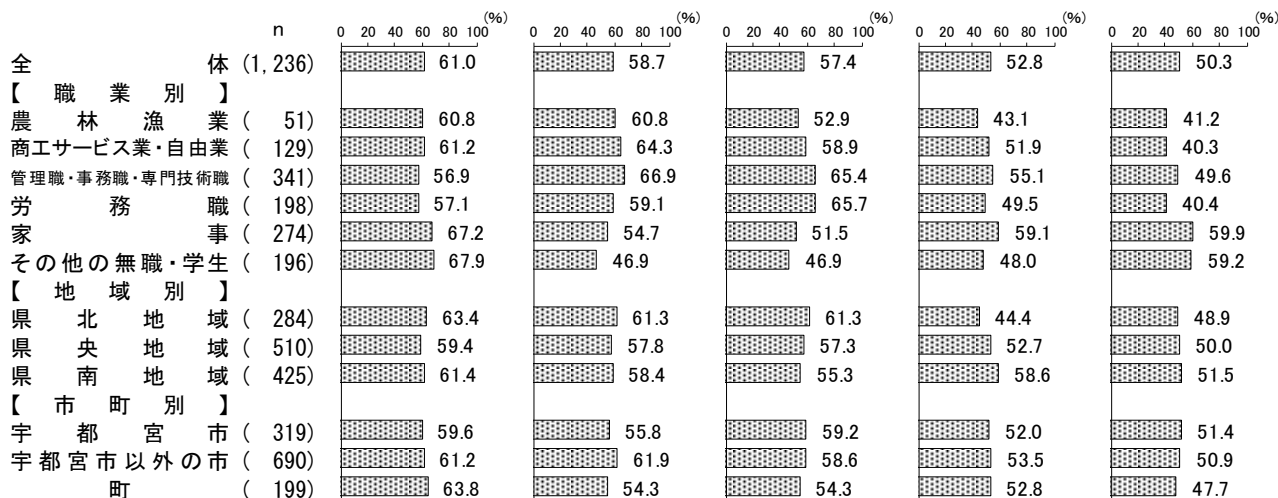 (%) (%) (%) (%) (%)
n 0 20 40 60 80 100 0 20 40 60 80 100 0 20 40 60 80 100 0 20 40 60 80 100 0 20 40 60 80 100
全体 (1,236) 61.0 58.7 57.4 52.8 50.3
【職業別】
農林漁業 ( 51) 60.8 60.8 52.9 43.1 41.2
商工サービス業・自由業 ( 129) 61.2 64.3 58.9 51.9 40.3
管理職・事務職・専門技術職 ( 341) 56.9 66.9 65.4 55.1 49.6
労務職 ( 198) 57.1 59.1 65.7 49.5 40.4
家事 ( 274) 67.2 54.7 51.5 59.1 59.9
その他の無職・学生 ( 196) 67.9 46.9 46.9 48.0 59.2
【地域別】
県北地域 ( 284) 63.4 61.3 61.3 44.4 48.9
県央地域 ( 510) 59.4 57.8 57.3 52.7 50.0
県南地域 ( 425) 61.4 58.4 55.3 58.6 51.5
【市町別】
宇都宮市 ( 319) 59.6 55.8 59.2 52.0 51.4
宇都宮市以外の市 ( 690) 61.2 61.9 58.6 53.5 50.9
町 ( 199) 63.8 54.3 54.3 52.8 47.7